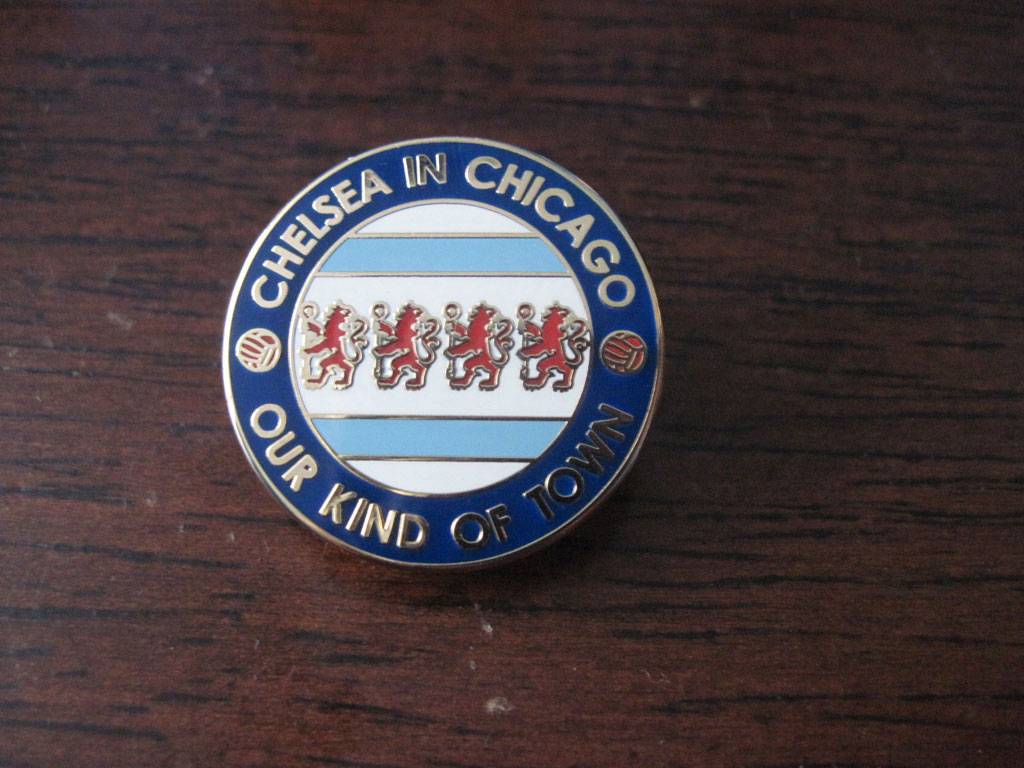 CHELSEA IN CHICAGO
OUR KIND OF TOWN